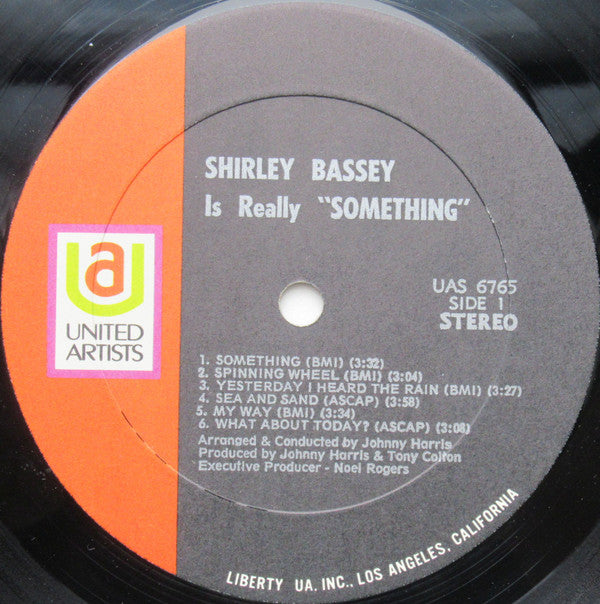 SHIRLEY BASSEY
Is Really "SOMETHING"
UA
UNITED
ARTISTS
UAS 6765
SIDE 1
STEREO
1. SOMETHING (BMI) (3:32)
2. SPINNING WHEEL (BMI) (3:04)
3. YESTERDAY I HEARD THE RAIN (BMI) (3:27)
4. SEA AND SAND (ASCAP) (3:58)
5. MY WAY (BMI) (3:34)
6. WHAT ABOUT TODAY? (ASCAP) (3:08)
Arranged & Conducted by Johnny Harris
Produced by Johnny Harris & Tony Colton
Executive Producer - Noel Rogers
LIBERTY UA. INC., LOS ANGELES, CALIFORNIA